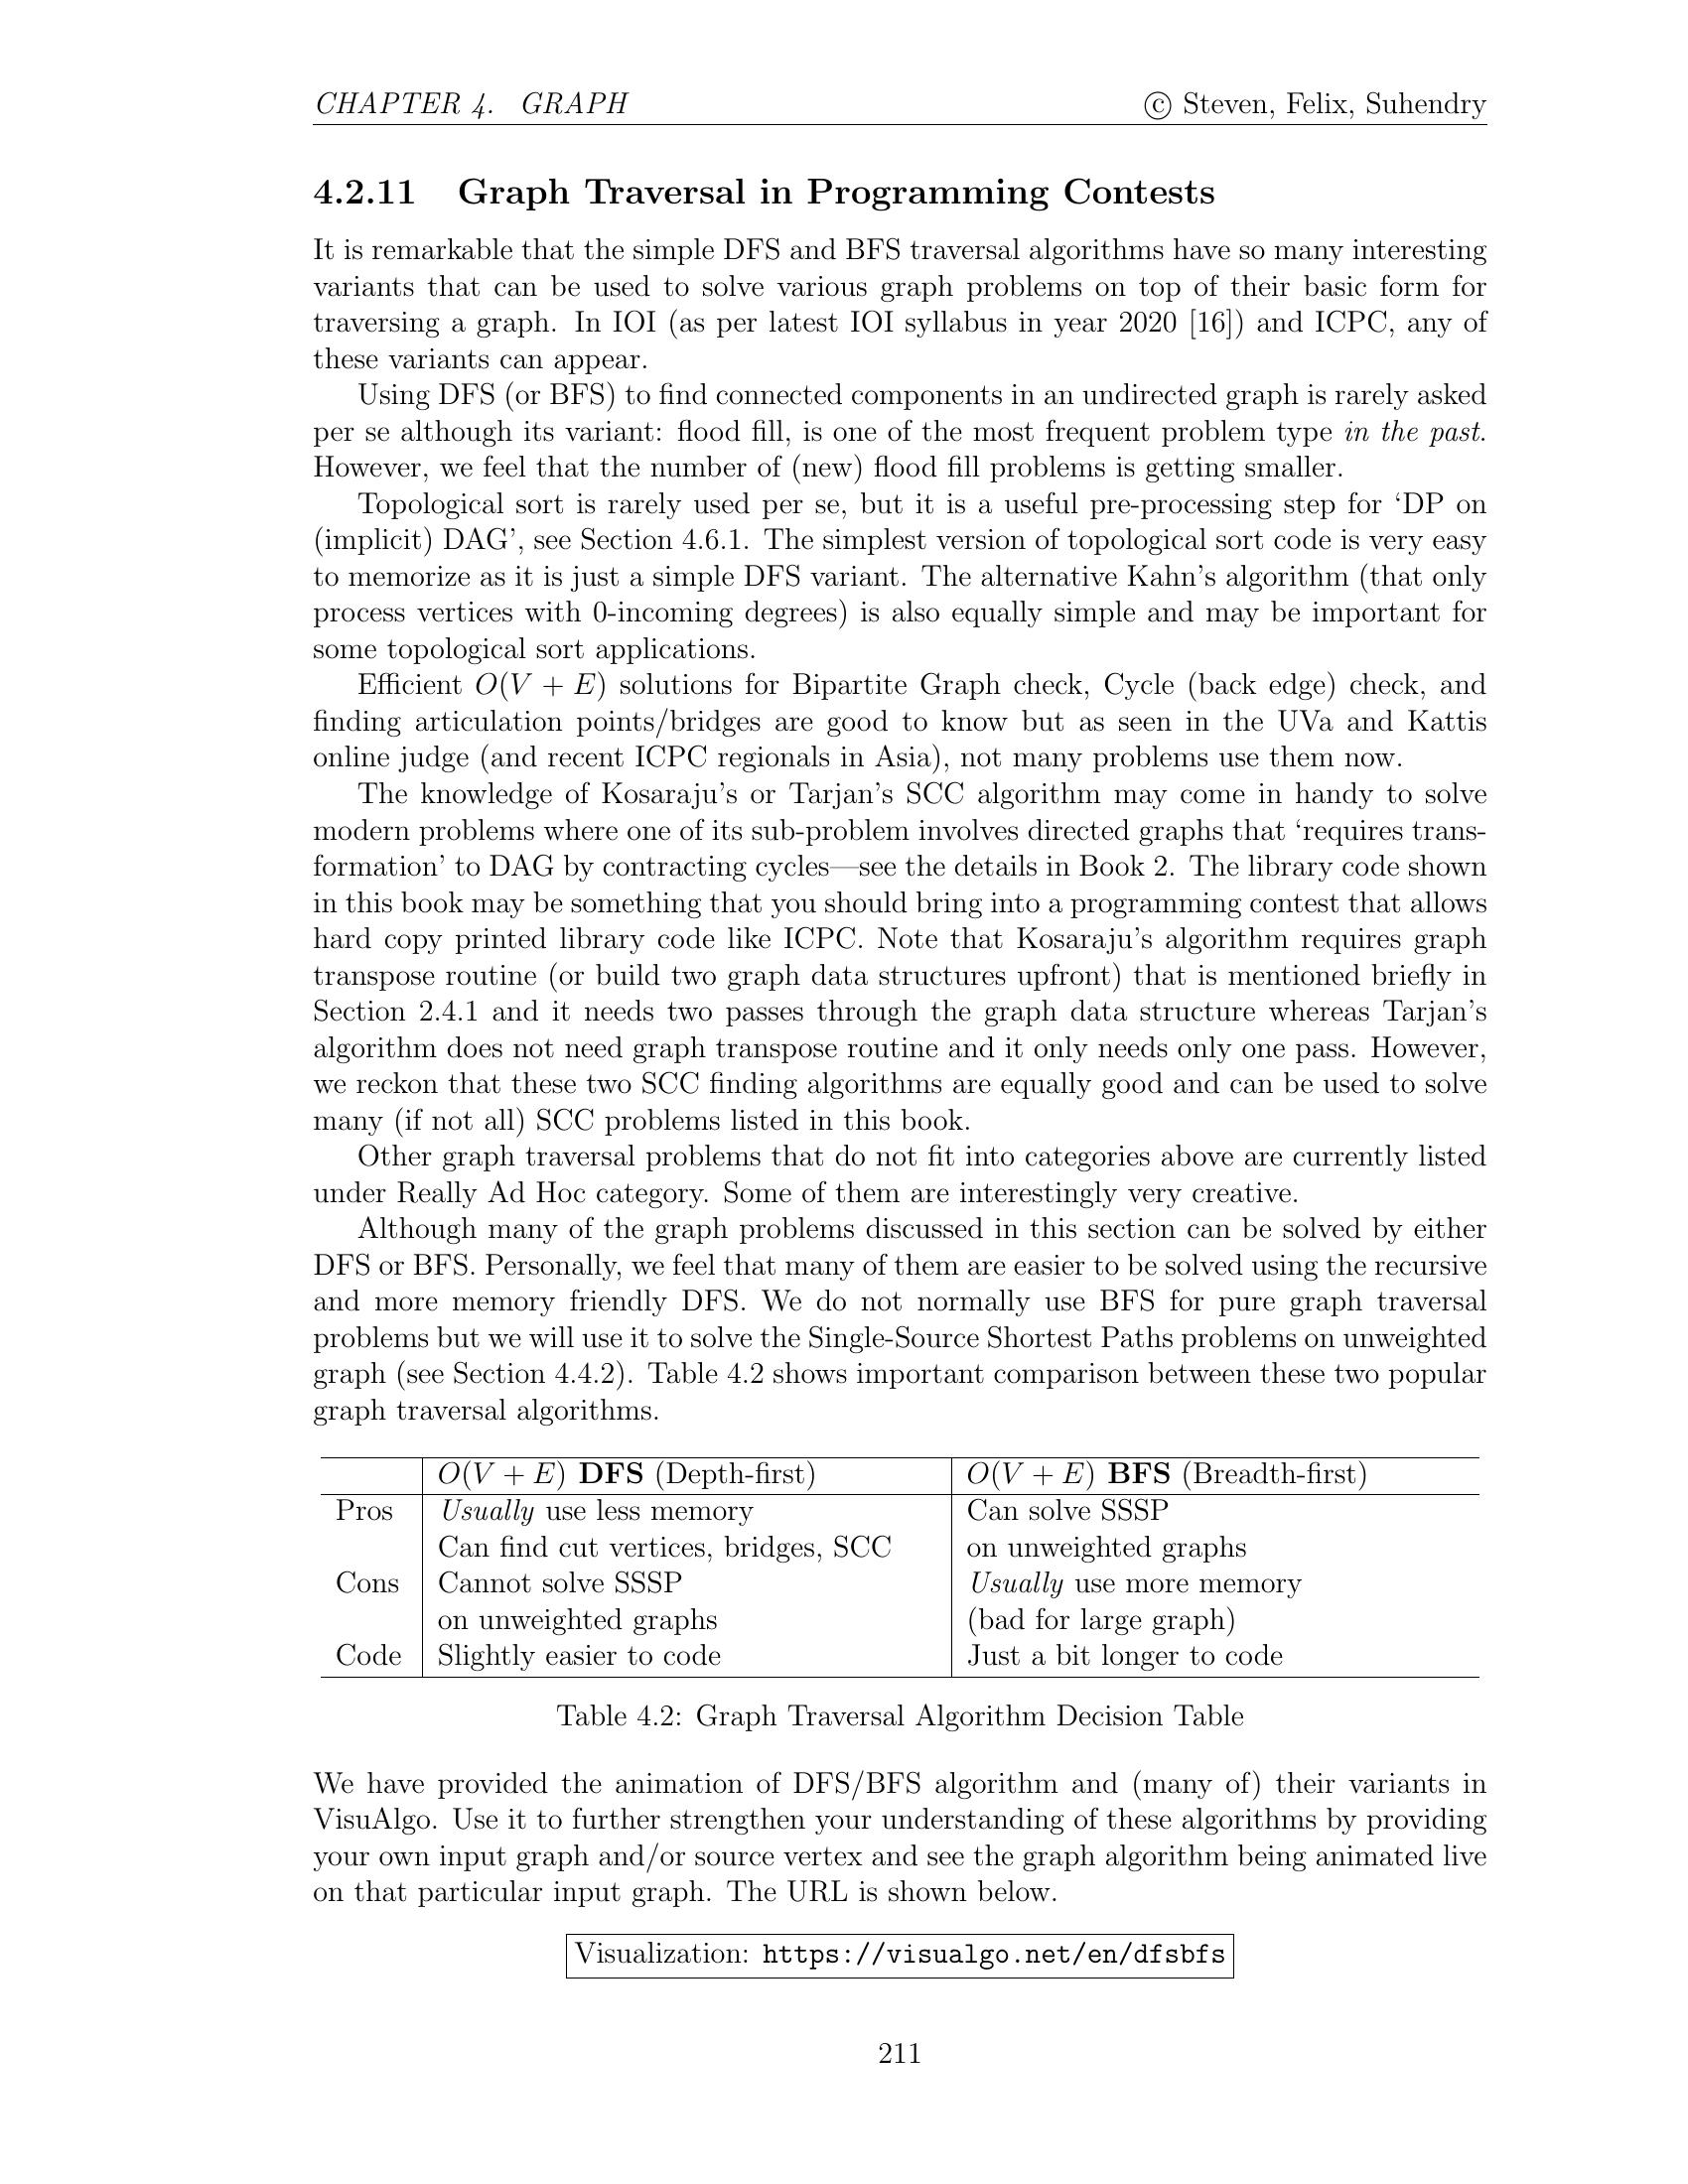 CHAPTER 4. GRAPH © Steven, Felix, Suhendry
4.2.11 Graph Traversal in Programming Contests
It is remarkable that the simple DFS and BFS traversal algorithms have so many interesting
variants that can be used to solve various graph problems on top of their basic form for
traversing a graph. In IOI (as per latest IOI syllabus in year 2020 [16]) and ICPC, any of
these variants can appear.
Using DFS (or BFS) to find connected components in an undirected graph is rarely asked
per se although its variant: flood fill, is one of the most frequent problem type in the past.
However, we feel that the number of (new) flood fill problems is getting smaller.
Topological sort is rarely used per se, but it is a useful pre-processing step for ‘DP on
(implicit) DAG’, see Section 4.6.1. The simplest version of topological sort code is very easy
to memorize as it is just a simple DFS variant. The alternative Kahn’s algorithm (that only
process vertices with 0-incoming degrees) is also equally simple and may be important for
some topological sort applications.
Efficient O(V + E) solutions for Bipartite Graph check, Cycle (back edge) check, and
finding articulation points/bridges are good to know but as seen in the UVa and Kattis
online judge (and recent ICPC regionals in Asia), not many problems use them now.
The knowledge of Kosaraju’s or Tarjan’s SCC algorithm may come in handy to solve
modern problems where one of its sub-problem involves directed graphs that ‘requires trans-
formation’ to DAG by contracting cycles—see the details in Book 2. The library code shown
in this book may be something that you should bring into a programming contest that allows
hard copy printed library code like ICPC. Note that Kosaraju’s algorithm requires graph
transpose routine (or build two graph data structures upfront) that is mentioned briefly in
Section 2.4.1 and it needs two passes through the graph data structure whereas Tarjan’s
algorithm does not need graph transpose routine and it only needs only one pass. However,
we reckon that these two SCC finding algorithms are equally good and can be used to solve
many (if not all) SCC problems listed in this book.
Other graph traversal problems that do not fit into categories above are currently listed
under Really Ad Hoc category. Some of them are interestingly very creative.
Although many of the graph problems discussed in this section can be solved by either
DFS or BFS. Personally, we feel that many of them are easier to be solved using the recursive
and more memory friendly DFS. We do not normally use BFS for pure graph traversal
problems but we will use it to solve the Single-Source Shortest Paths problems on unweighted
graph (see Section 4.4.2). Table 4.2 shows important comparison between these two popular
graph traversal algorithms.
O(V + E) DFS (Depth-first) O(V + E) BFS (Breadth-first)
Pros Usually use less memory Can solve SSSP
Can find cut vertices, bridges, SCC on unweighted graphs
Cons Cannot solve SSSP Usually use more memory
on unweighted graphs (bad for large graph)
Code Slightly easier to code Just a bit longer to code
Table 4.2: Graph Traversal Algorithm Decision Table
We have provided the animation of DFS/BFS algorithm and (many of) their variants in
VisuAlgo. Use it to further strengthen your understanding of these algorithms by providing
your own input graph and/or source vertex and see the graph algorithm being animated live
on that particular input graph. The URL is shown below.
Visualization: https://visualgo.net/en/dfsbfs
211